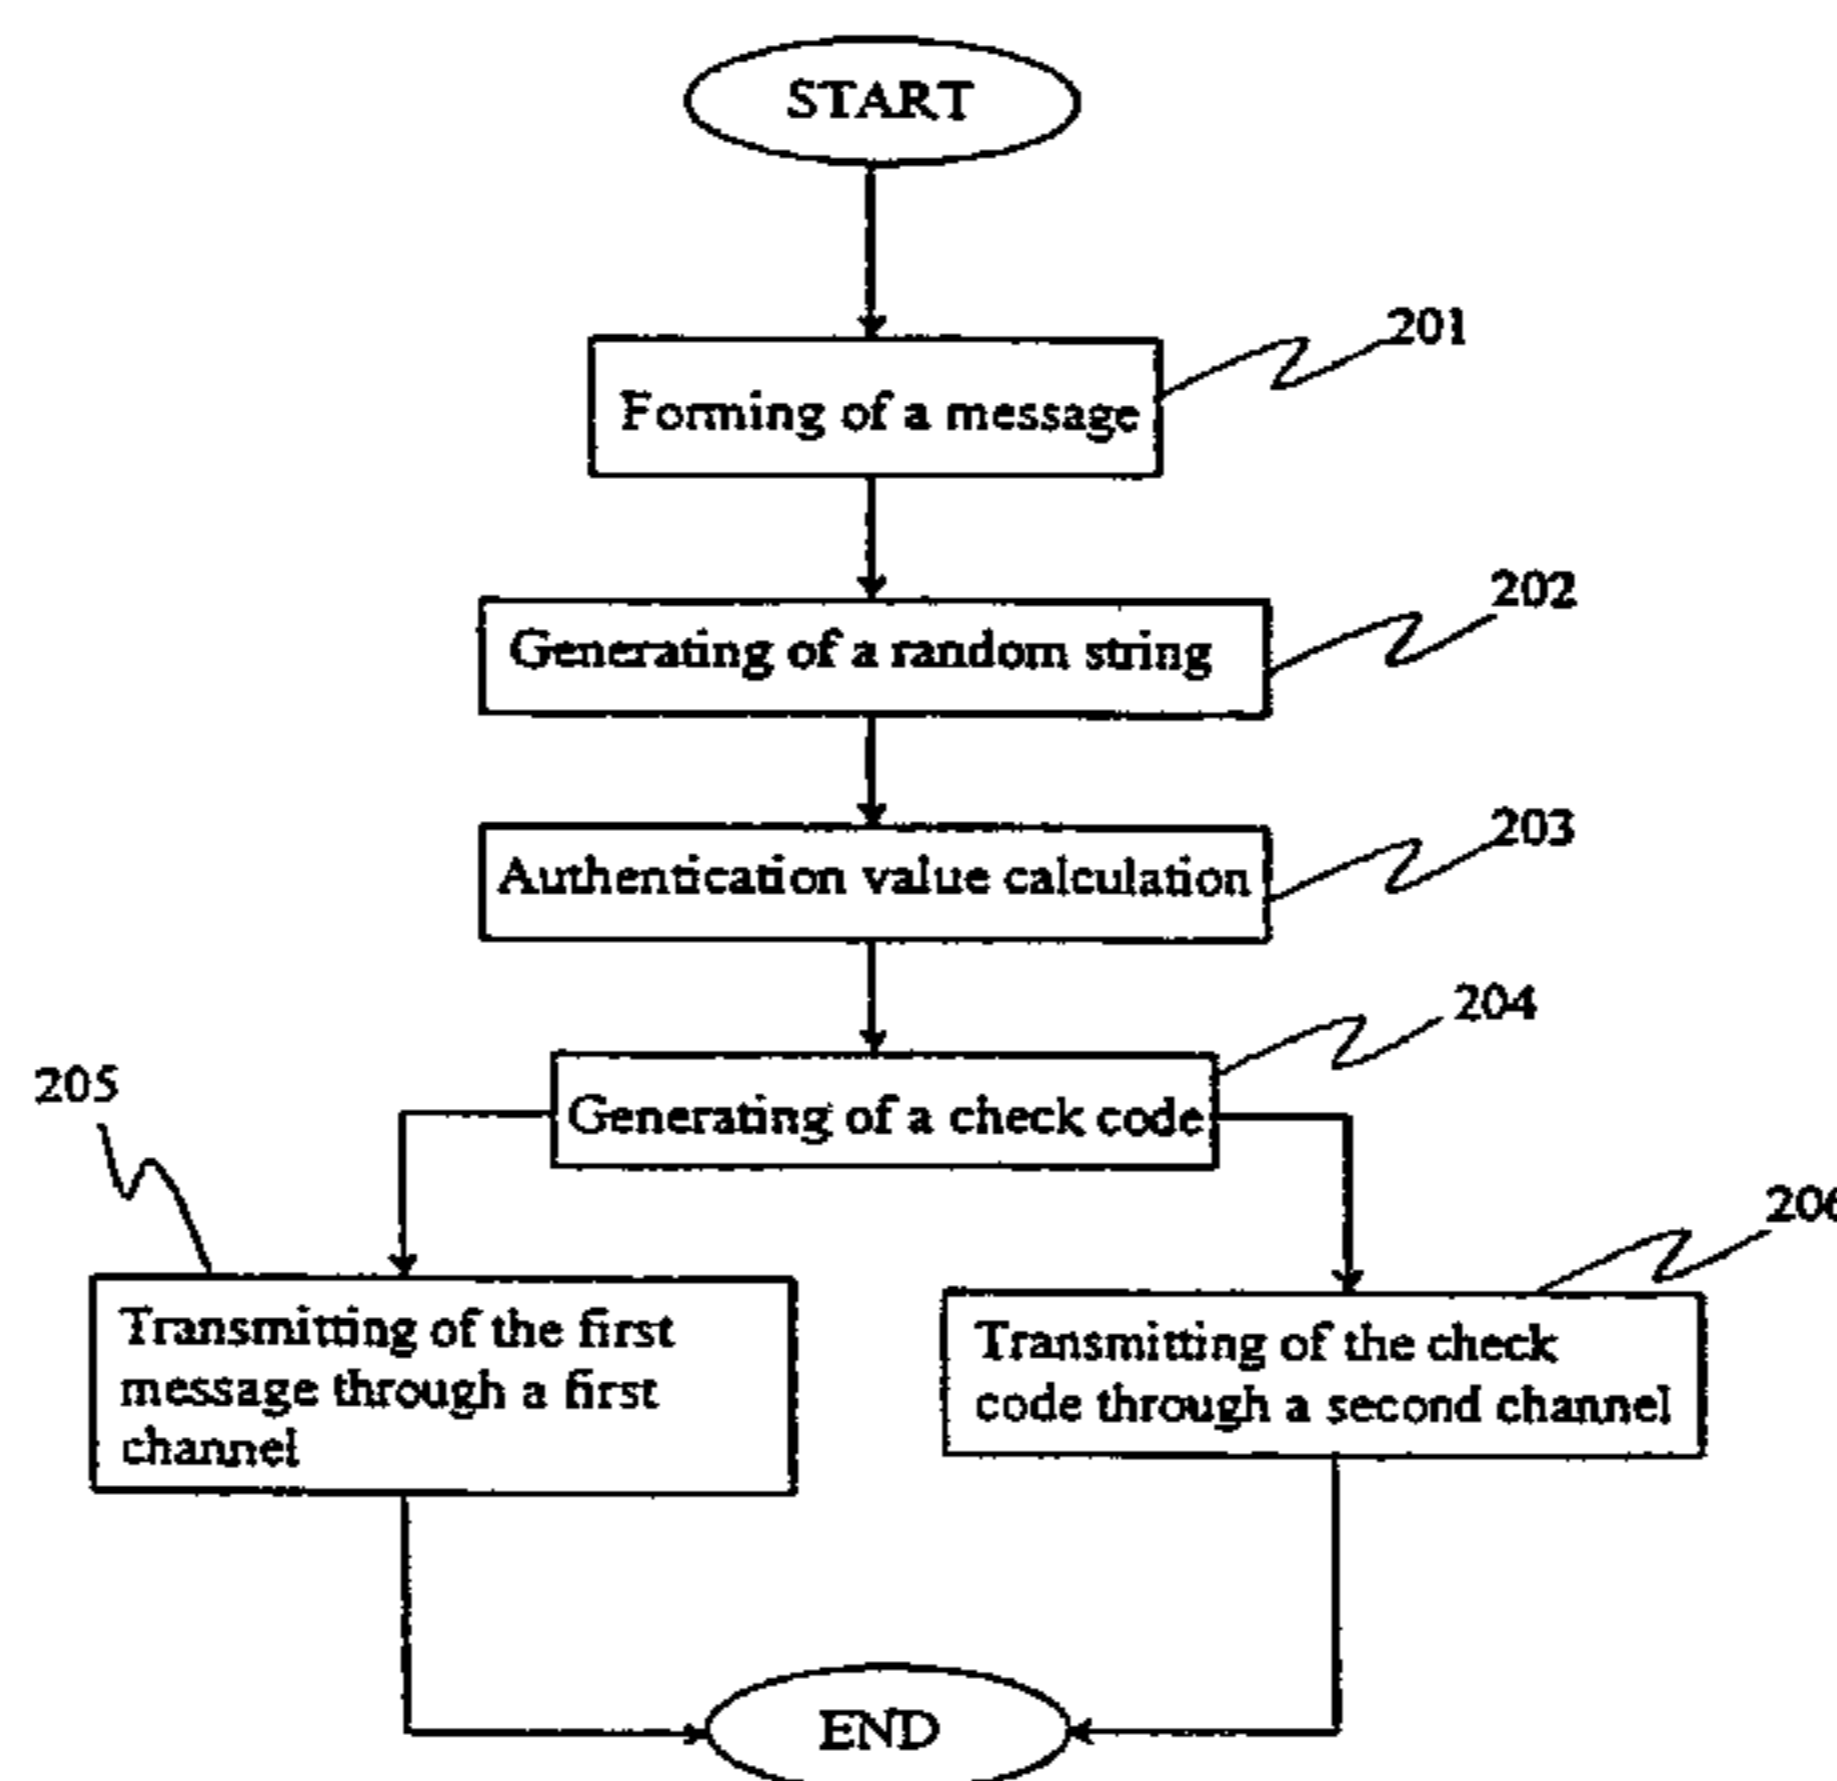 START
201
Forming of a message
202
Generating of a random string
203
Authentication value calculation
204
Generating of a check code
205
206
Transmitting of the first
message through a first
channel
Transmitting of the check
code through a second channel
END